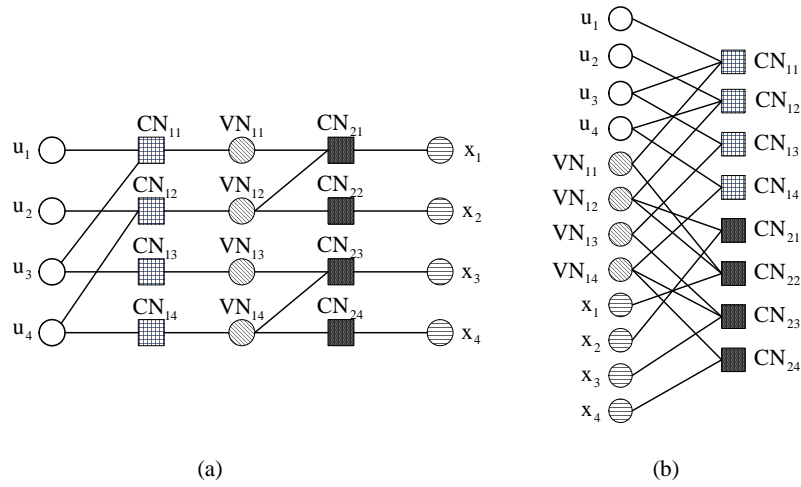 CN₁₁ VN₁₁ CN₂₁
u₁ x₁
CN₁₂ VN₁₂ CN₂₂
u₂ x₂
CN₁₃ VN₁₃ CN₂₃
u₃ x₃
CN₁₄ VN₁₄ CN₂₄
u₄ x₄
(a)
u₁
u₂ CN₁₁
u₃ CN₁₂
u₄ CN₁₃
VN₁₁
CN₁₄
VN₁₂
CN₂₁
VN₁₃
CN₂₂
VN₁₄
x₁ CN₂₃
x₂
CN₂₄
x₃
x₄
(b)